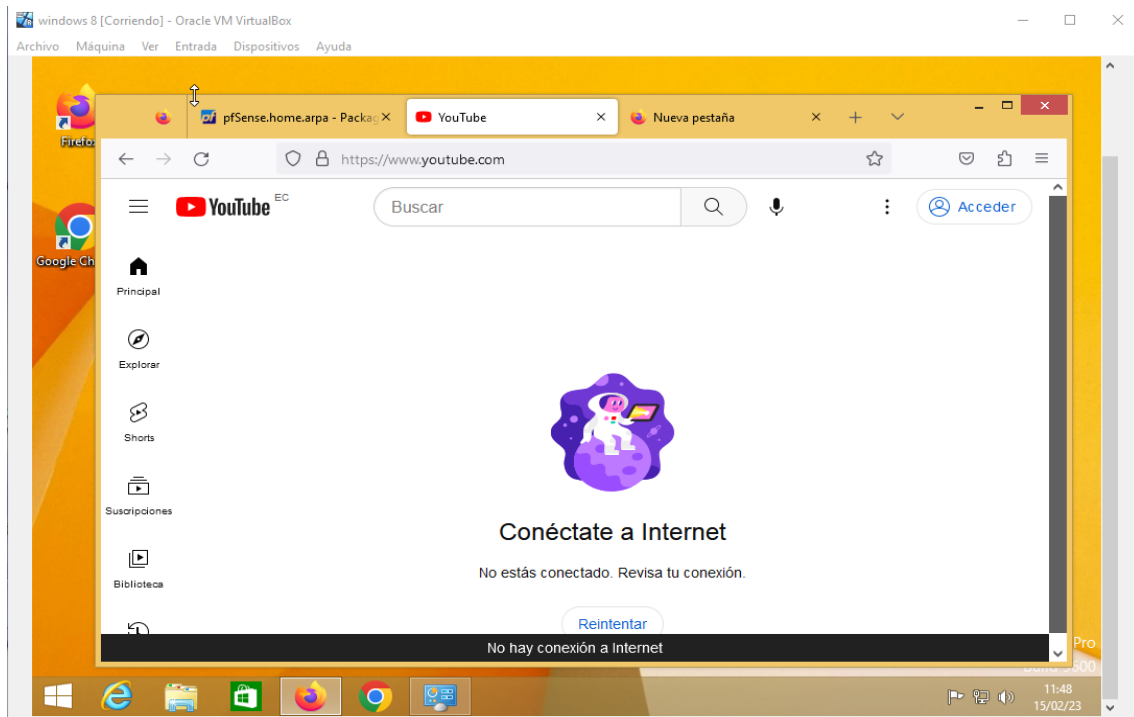 windows 8 [Corriendo] - Oracle VM VirtualBox
Archivo Máquina Ver Entrada Dispositivos Ayuda
pfSense.home.arpa - Packag
YouTube
Nueva pestaña
Firefo
https://www.youtube.com
YouTube EC
Buscar
Acceder
Google Ch
Principal
Explorar
Shorts
Suscripciones
Biblioteca
Conéctate a Internet
No estás conectado. Revisa tu conexión.
Reintentar
No hay conexión a Internet
Pro
11:48
15/02/23